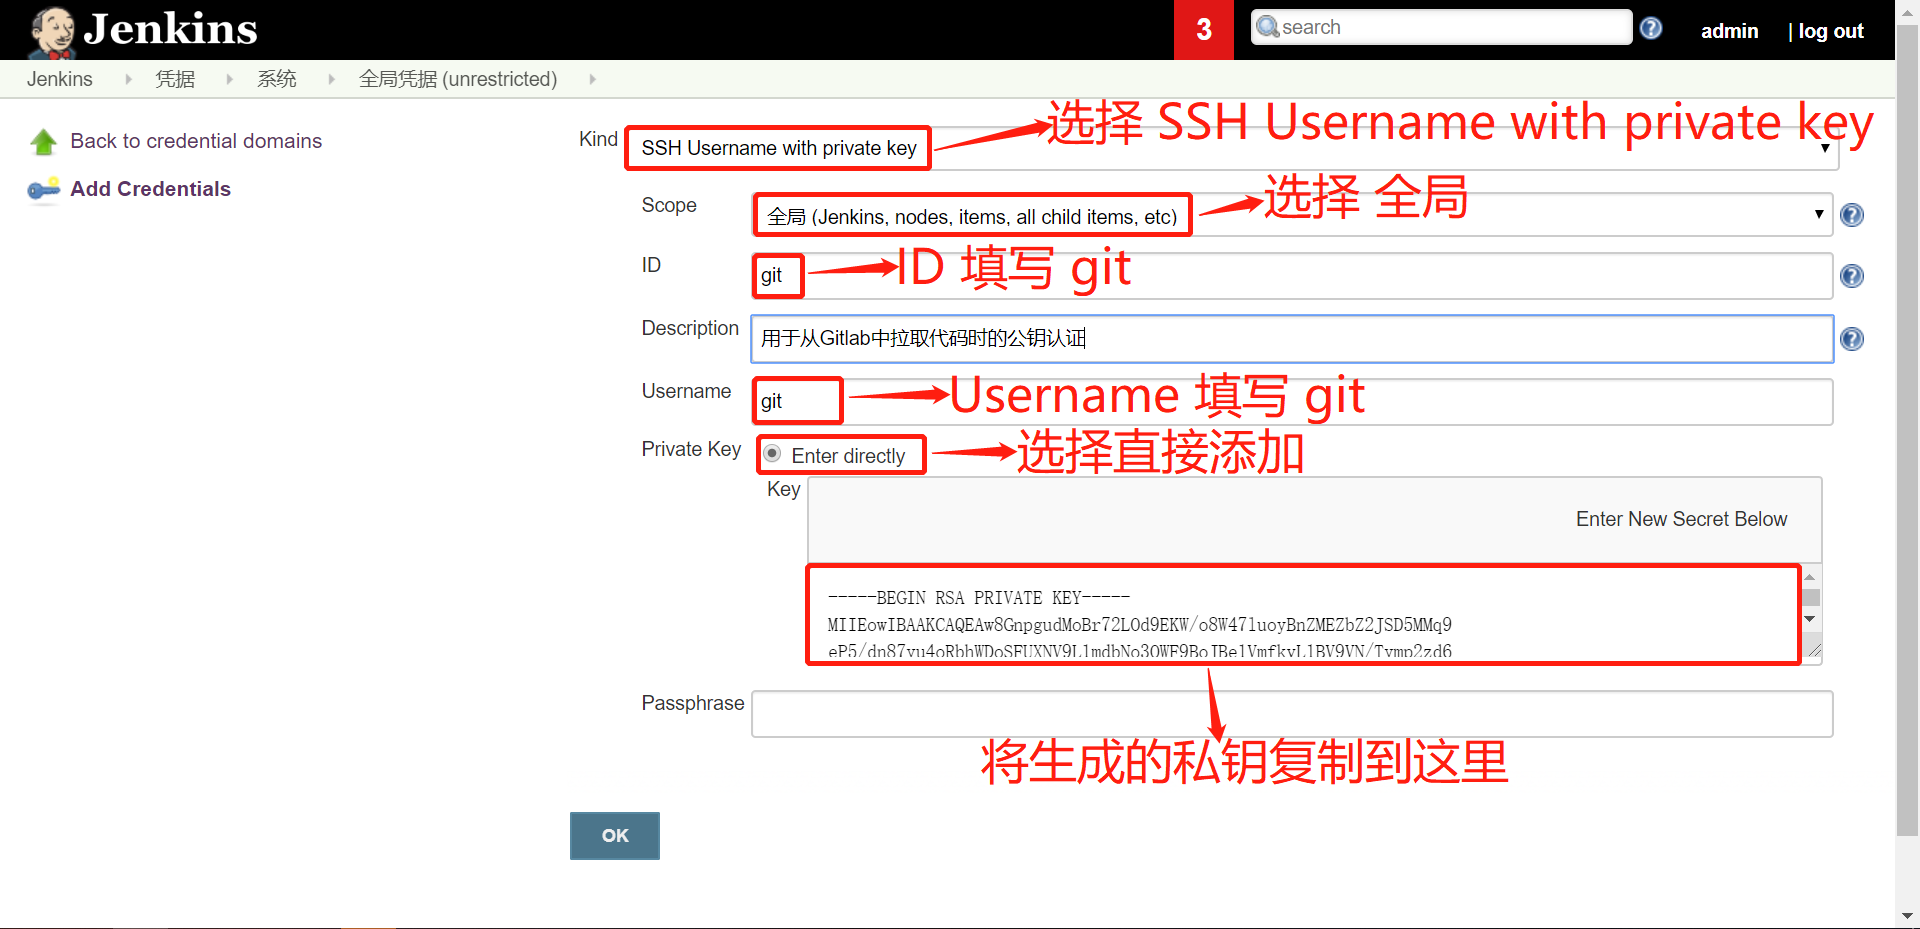 Jenkins
3
search
admin | log out
Jenkins 凭据 系统 全局凭据 (unrestricted)
Back to credential domains
Add Credentials
Kind SSH Username with private key
选择 SSH Username with private key
Scope 全局 (Jenkins, nodes, items, all child items, etc)
选择 全局
ID git
ID 填写 git
Description 用于从Gitlab中拉取代码时的公钥认证
Username git
Username 填写 git
Private Key Enter directly
选择直接添加
Key
Enter New Secret Below
-----BEGIN RSA PRIVATE KEY-----
Passphrase
将生成的私钥复制到这里
OK